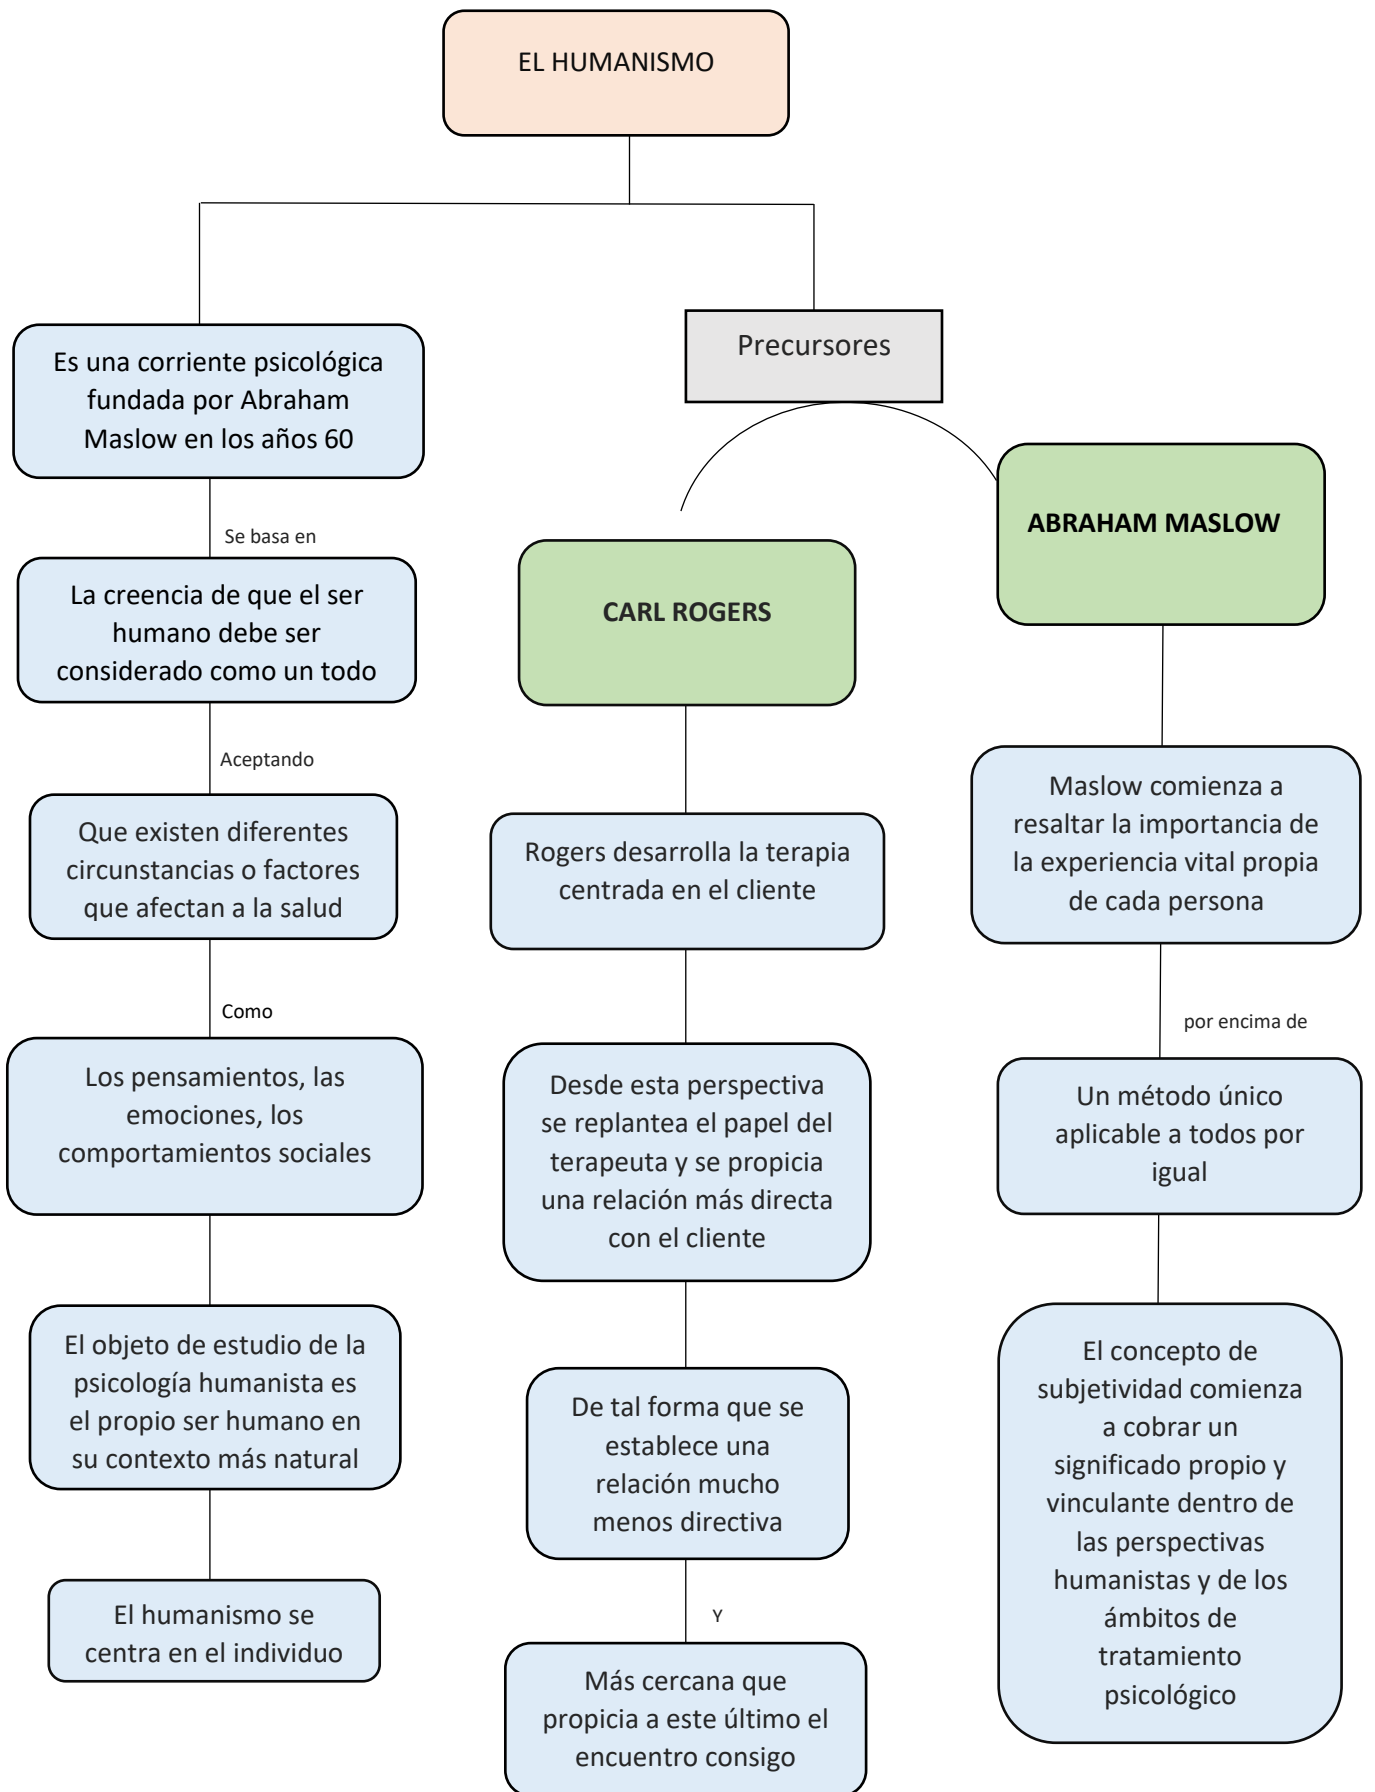 EL HUMANISMO
Es una corriente psicológica
fundada por Abraham
Maslow en los años 60
Se basa en
La creencia de que el ser
humano debe ser
considerado como un todo
Aceptando
Que existen diferentes
circunstancias o factores
que afectan a la salud
Como
Los pensamientos, las
emociones, los
comportamientos sociales
El objeto de estudio de la
psicología humanista es
el propio ser humano en
su contexto más natural
El humanismo se
centra en el individuo
Precursores
CARL ROGERS
Rogers desarrolla la terapia
centrada en el cliente
Desde esta perspectiva
se replantea el papel del
terapeuta y se propicia
una relación más directa
con el cliente
De tal forma que se
establece una
relación mucho
menos directiva
Y
Más cercana que
propicia a este último el
encuentro consigo
ABRAHAM MASLOW
Maslow comienza a
resaltar la importancia de
la experiencia vital propia
de cada persona
por encima de
Un método único
aplicable a todos por
igual
El concepto de
subjetividad comienza
a cobrar un
significado propio y
vinculante dentro de
las perspectivas
humanistas y de los
ámbitos de
tratamiento
psicológico